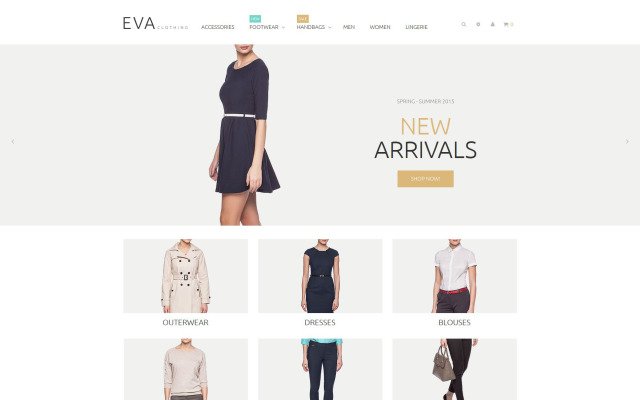 EVA CLOTHING
ACCESSORIES
NEW
FOOTWEAR
SALE
HANDBAGS
MEN
WOMEN
LINGERIE
0
SPRING - SUMMER 2015
NEW
ARRIVALS
SHOP NOW!
OUTERWEAR
DRESSES
BLOUSES